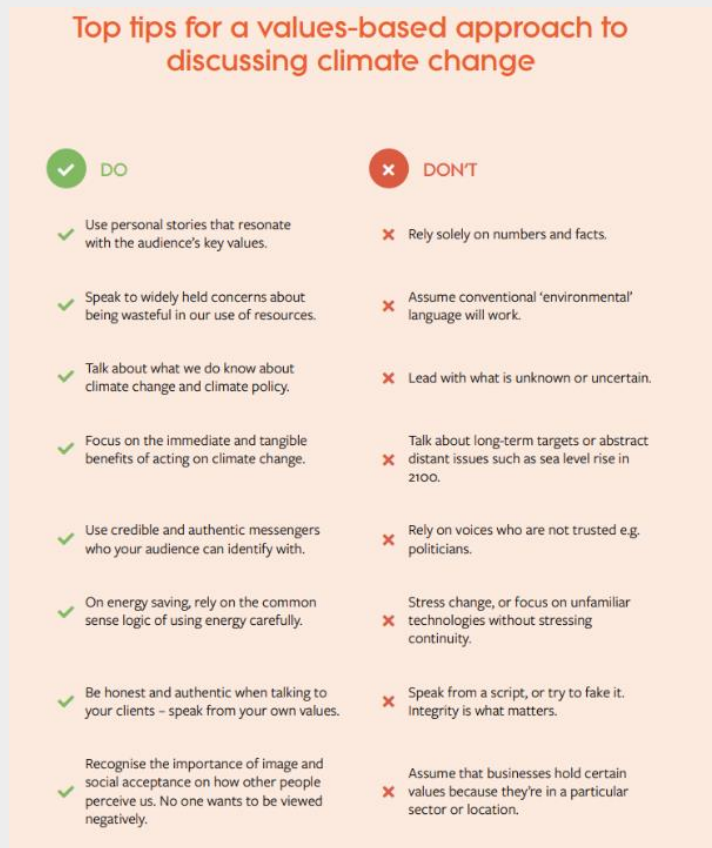 Top tips for a values-based approach to
discussing climate change
DO
DON'T
Use personal stories that resonate
with the audience's key values.
Rely solely on numbers and facts.
Speak to widely held concerns about
being wasteful in our use of resources.
Assume conventional 'environmental'
language will work.
Talk about what we do know about
climate change and climate policy.
Lead with what is unknown or uncertain.
Focus on the immediate and tangible
benefits of acting on climate change.
Talk about long-term targets or abstract
distant issues such as sea level rise in
2100.
Use credible and authentic messengers
who your audience can identify with.
Rely on voices who are not trusted e.g.
politicians.
On energy saving, rely on the common
sense logic of using energy carefully.
Stress change, or focus on unfamiliar
technologies without stressing
continuity.
Be honest and authentic when talking to
your clients – speak from your own values.
Speak from a script, or try to fake it.
Integrity is what matters.
Recognise the importance of image and
social acceptance on how other people
perceive us. No one wants to be viewed
negatively.
Assume that businesses hold certain
values because they're in a particular
sector or location.